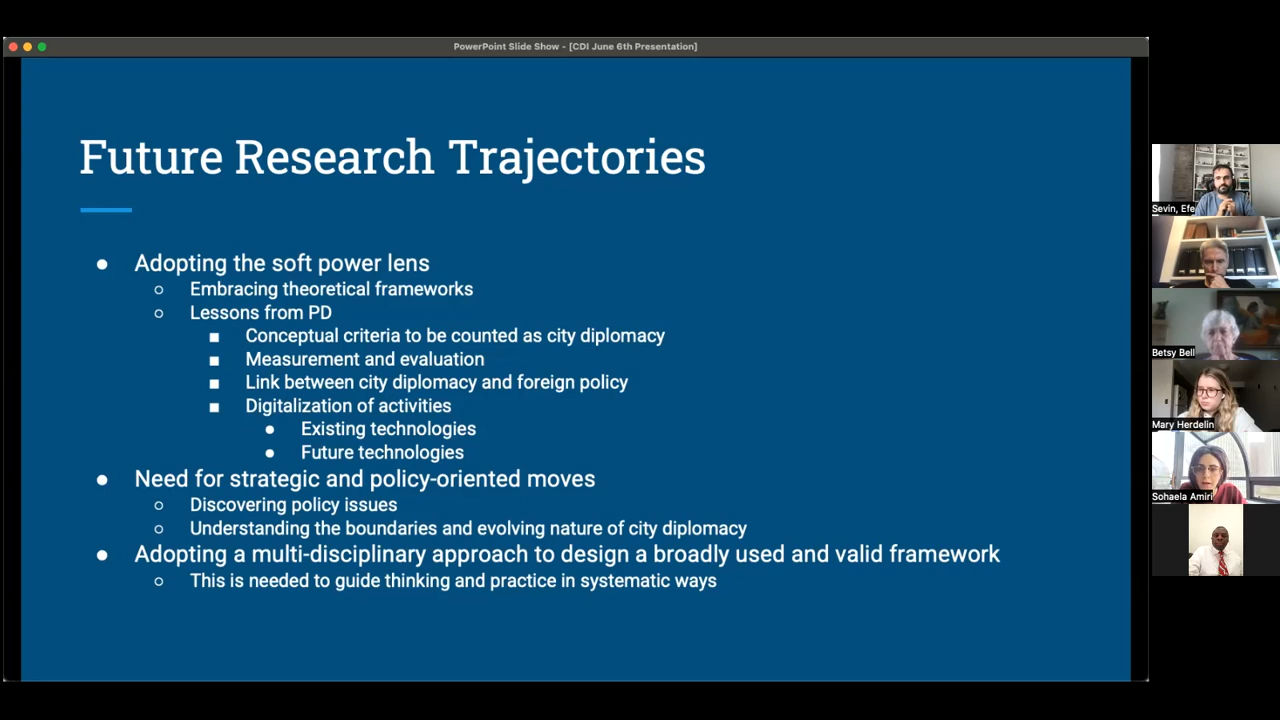 PowerPoint Slide Show - [CDI June 6th Presentation]
Future Research Trajectories
● Adopting the soft power lens
○ Embracing theoretical frameworks
○ Lessons from PD
■ Conceptual criteria to be counted as city diplomacy
■ Measurement and evaluation
■ Link between city diplomacy and foreign policy
■ Digitalization of activities
● Existing technologies
● Future technologies
● Need for strategic and policy-oriented moves
○ Discovering policy issues
○ Understanding the boundaries and evolving nature of city diplomacy
● Adopting a multi-disciplinary approach to design a broadly used and valid framework
○ This is needed to guide thinking and practice in systematic ways
Sevin, Efe
Betsy Bell
Mary Herdelin
Sohaela Amiri